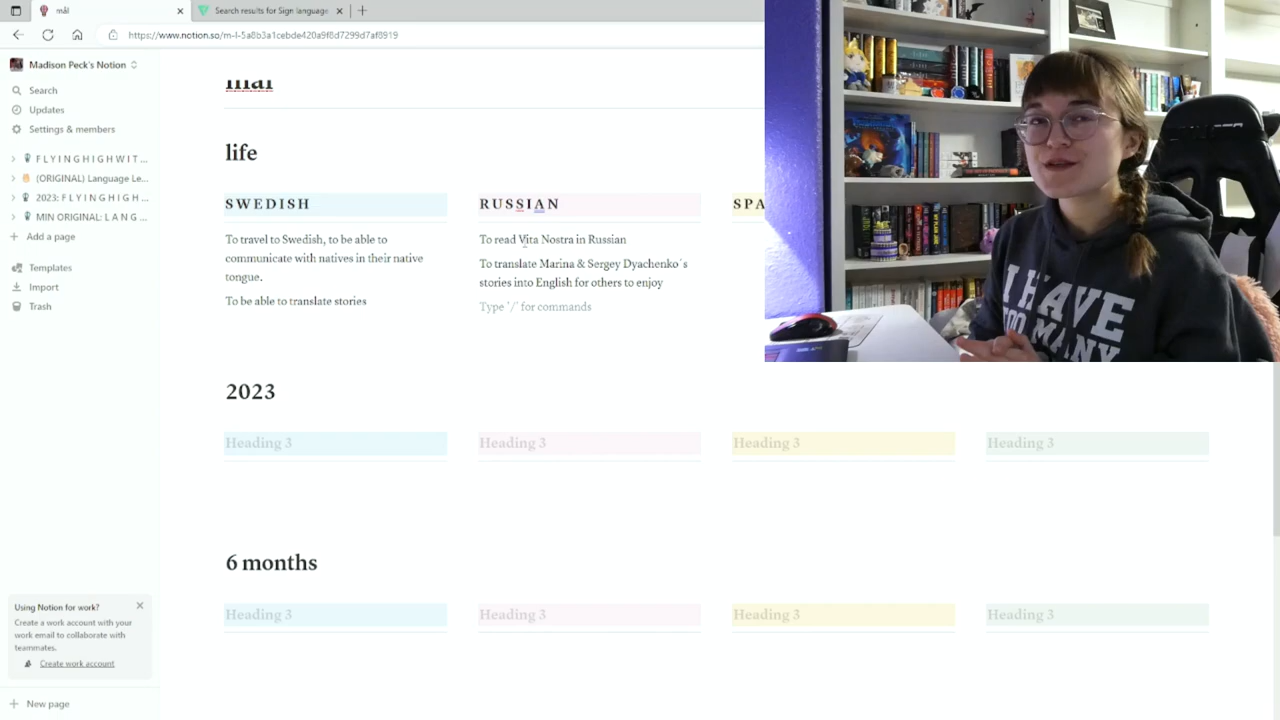 mål
Search results for Sign language
https://www.notion.so/m-l-5a8b3a1cebde420a9f8d7299d7af8919
Madison Peck's Notion
Search
Updates
Settings & members
F L Y I N G H I G H W I T ...
(ORIGINAL) Language Le...
2023: F L Y I N G H I G H ...
MIN ORIGINAL: L A N G ...
Add a page
Templates
Import
Trash
Using Notion for work?
Create a work account with your
work email to collaborate with
teammates.
Create work account
New page
mål
life
SWEDISH
To travel to Swedish, to be able to
communicate with natives in their native
tongue.
To be able to translate stories
RUSSIAN
To read Vita Nostra in Russian
To translate Marina & Sergey Dyachenko´s
stories into English for others to enjoy
Type '/' for commands
SPA
2023
Heading 3 Heading 3 Heading 3 Heading 3
6 months
Heading 3 Heading 3 Heading 3 Heading 3
I HAVE
TOO MANY